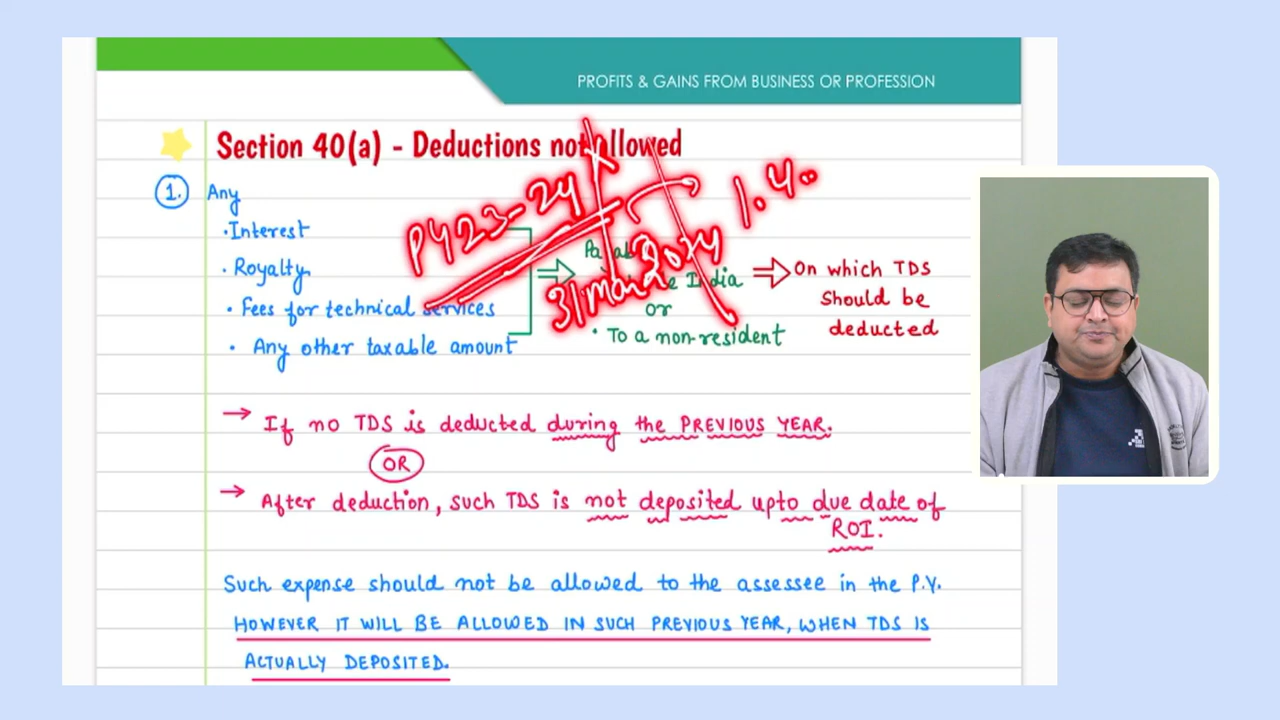 PROFITS & GAINS FROM BUSINESS OR PROFESSION
Section 40(a) - Deductions not allowed
1. Any
· Interest
· Royalty
· Fees for technical services
· Any other taxable amount
PY 23-24
31 Mar 2024
1.4..
India
or
· To a non-resident
⇒ On which TDS
should be
deducted
→ If no TDS is deducted during the PREVIOUS YEAR.
OR
→ After deduction, such TDS is not deposited upto due date of
ROI.
Such expense should not be allowed to the assessee in the P.Y.
HOWEVER IT WILL BE ALLOWED IN SUCH PREVIOUS YEAR, WHEN TDS IS
ACTUALLY DEPOSITED.